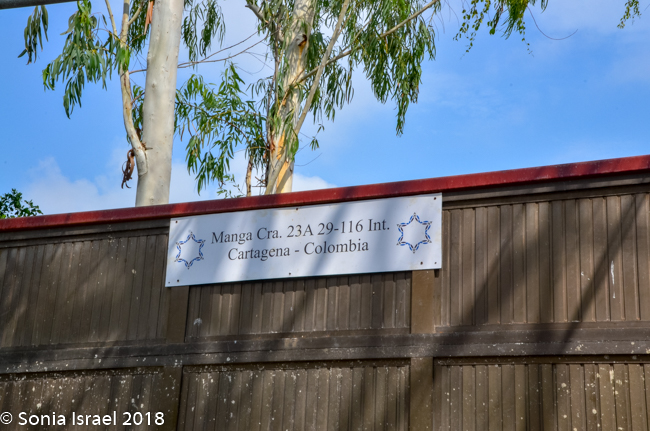 Manga Cra. 23A 29-116 Int.
Cartagena - Colombia
© Sonia Israel 2018